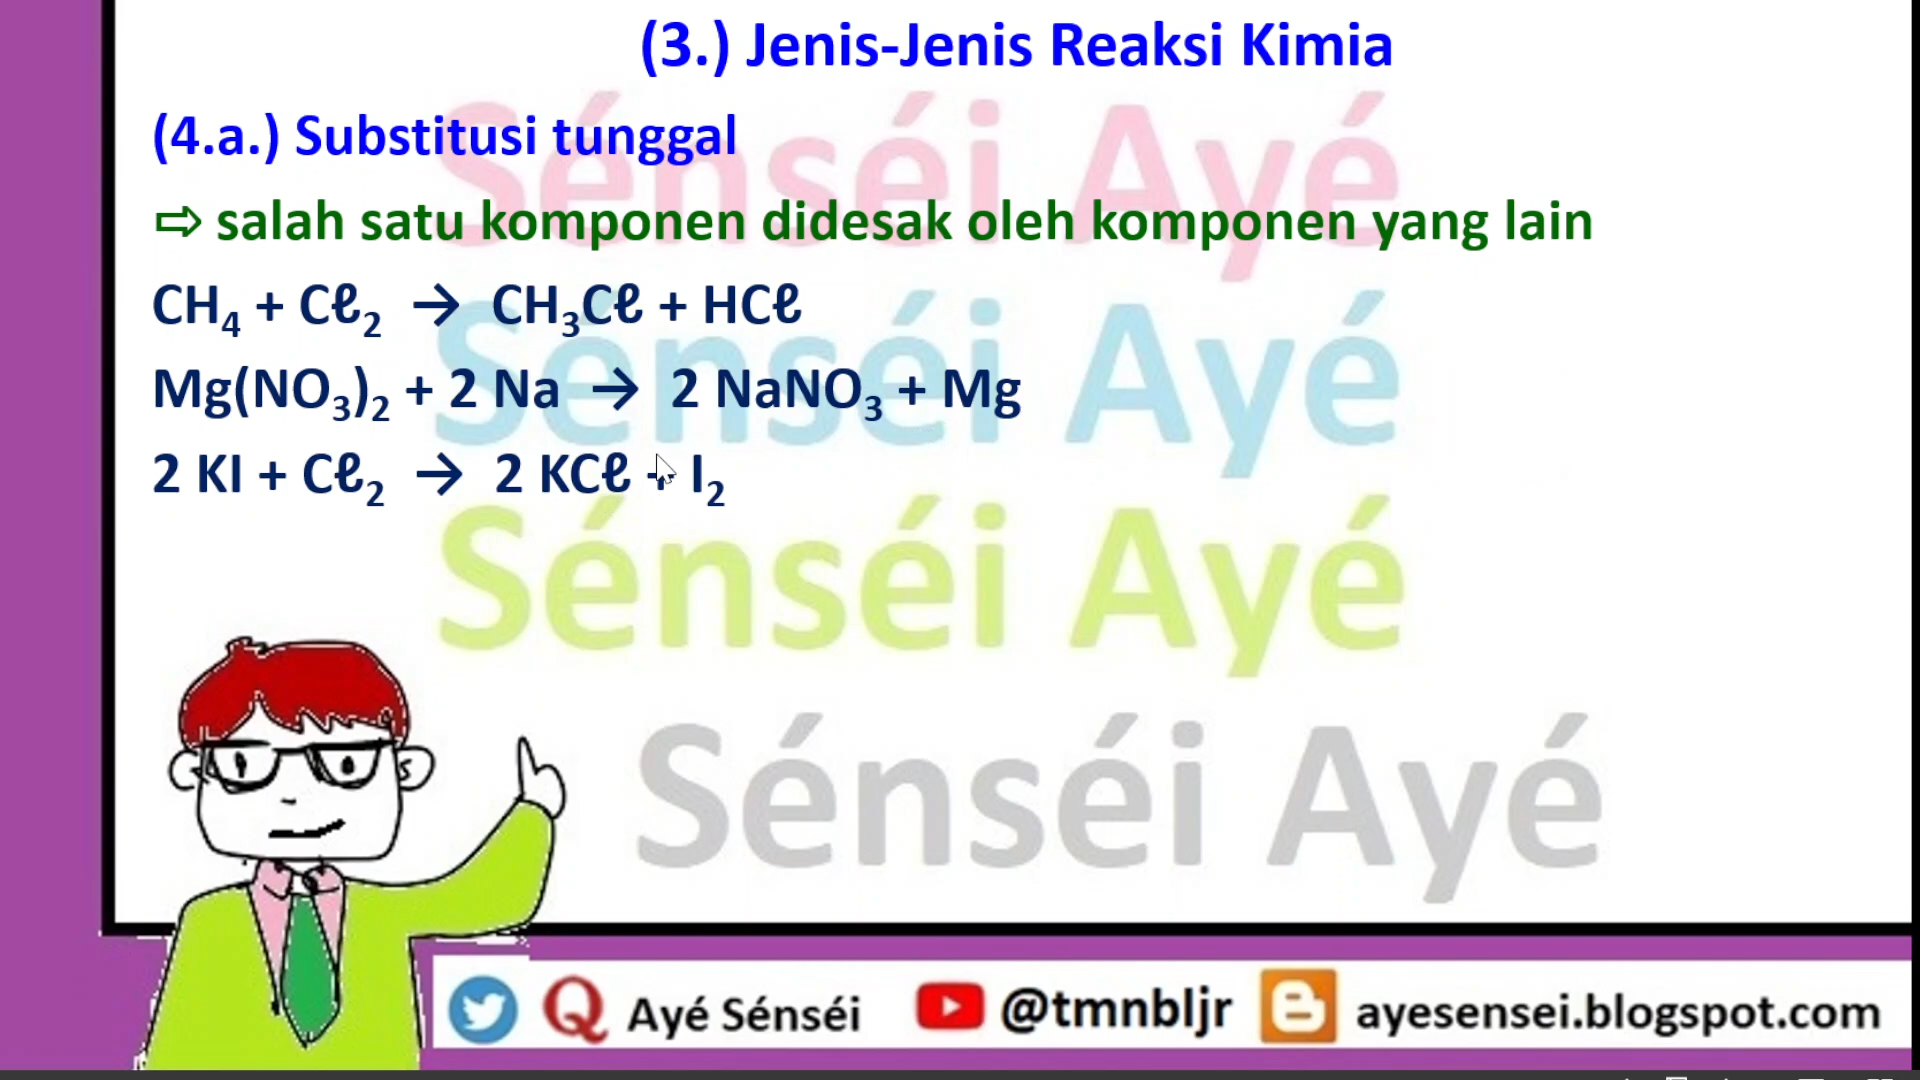 (3.) Jenis-Jenis Reaksi Kimia
(4.a.) Substitusi tunggal
⇨ salah satu komponen didesak oleh komponen yang lain
CH₄ + Cℓ₂ → CH₃Cℓ + HCℓ
Mg(NO₃)₂ + 2 Na → 2 NaNO₃ + Mg
2 KI + Cℓ₂ → 2 KCℓ + I₂
Sénséi Ayé
Sénséi Ayé
Sénséi Ayé
Sénséi Ayé
Ayé Sénséi @tmnbljr ayesensei.blogspot.com